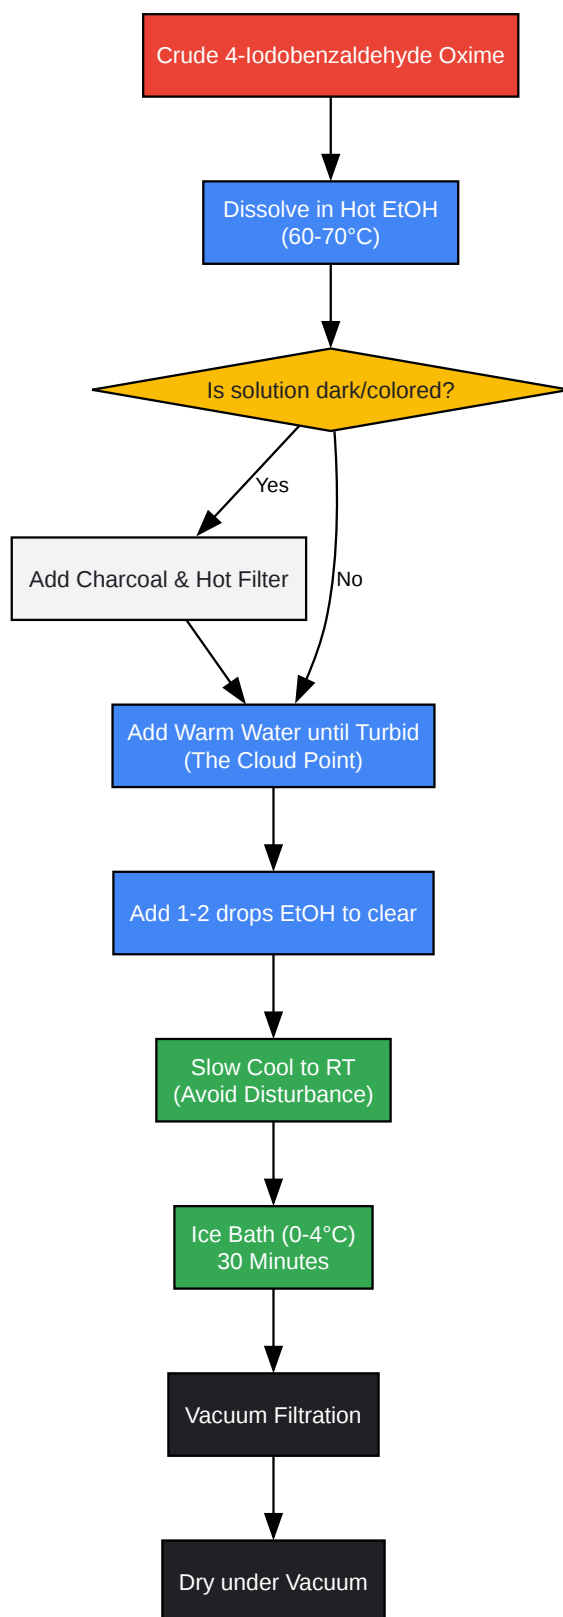 Crude 4-Iodobenzaldehyde Oxime
Dissolve in Hot EtOH
(60-70°C)
Is solution dark/colored?
Yes
Add Charcoal & Hot Filter
No
Add Warm Water until Turbid
(The Cloud Point)
Add 1-2 drops EtOH to clear
Slow Cool to RT
(Avoid Disturbance)
Ice Bath (0-4°C)
30 Minutes
Vacuum Filtration
Dry under Vacuum